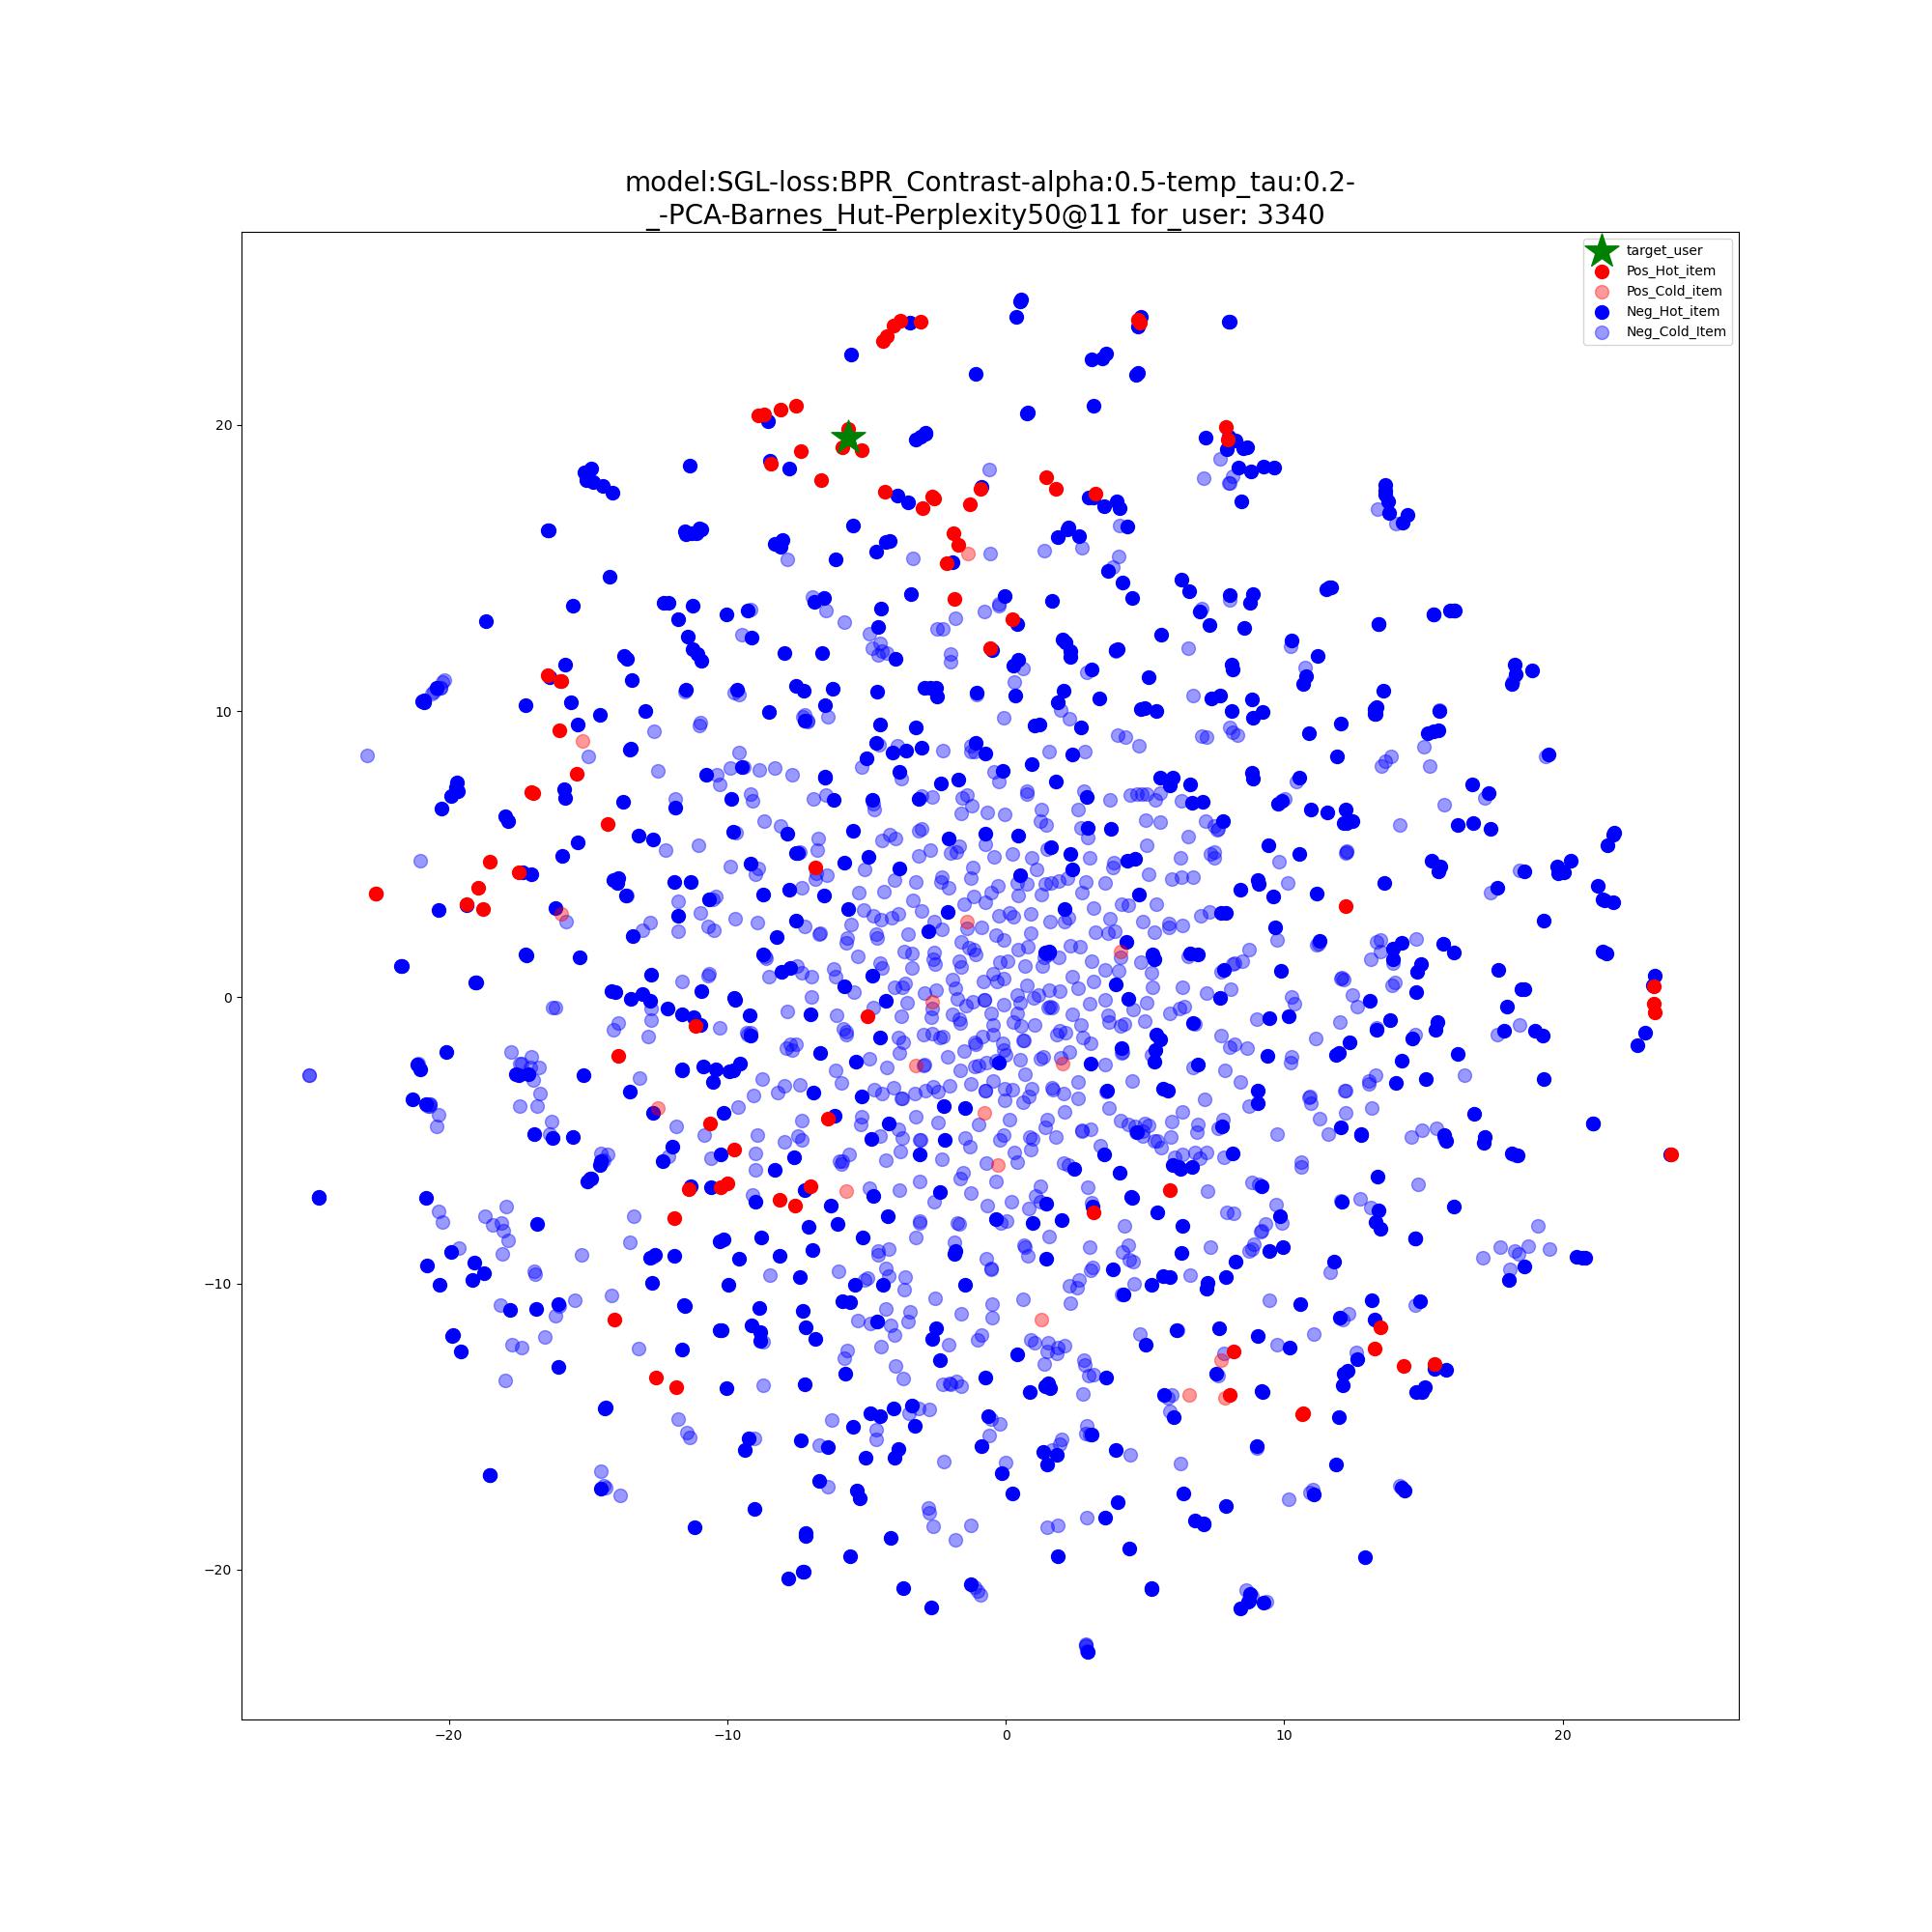 model:SGL-loss:BPR_Contrast-alpha:0.5-temp_tau:0.2-
_-PCA-Barnes_Hut-Perplexity50@11 for_user: 3340
target_user
Pos_Hot_item
Pos_Cold_item
Neg_Hot_item
Neg_Cold_Item
20
10
0
−10
−20
−20 −10 0 10 20